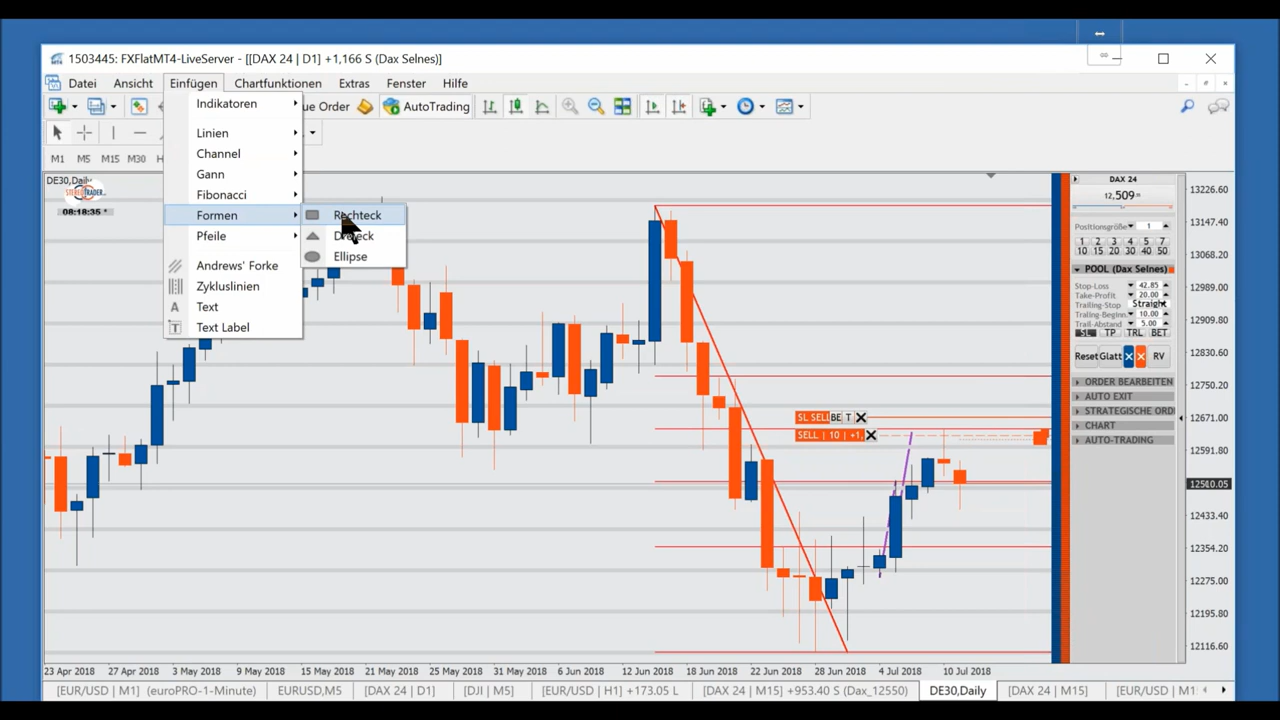 1503445: FXFlatMT4-LiveServer - [[DAX 24 | D1] +1,166 S (Dax Selnes)]
Datei Ansicht Einfügen Chartfunktionen Extras Fenster Hilfe
ue Order AutoTrading
M1 M5 M15 M30
Indikatoren
Linien
Channel
Gann
Fibonacci
Formen
Pfeile
Andrews' Forke
Zykluslinien
Text
Text Label
Rechteck
Dreieck
Ellipse
DE30,Daily
STEREOTRADER
08:18:35 *
SL SELL BE T
SELL | 10 | +1,
DAX 24
12,509
Positionsgröße 1
1 2 3 4 5
10 20 30 40 50
POOL (Dax Selnes)
Stop-Loss 42.85
Take-Profit 20.00
Trailing-Stop Straight
Traling-Beginn 10.00
Trail-Abstand 5.00
SL TP TRL BET
Reset Glatt RV
ORDER BEARBEITEN
AUTO EXIT
STRATEGISCHE ORD
CHART
AUTO-TRADING
13226.60
13147.40
13068.20
12989.00
12909.80
12830.60
12750.20
12671.00
12591.80
12433.40
12354.20
12275.00
12195.80
12116.60
23 Apr 2018 27 Apr 2018 3 May 2018 9 May 2018 15 May 2018 21 May 2018 25 May 2018 31 May 2018 6 Jun 2018 12 Jun 2018 18 Jun 2018 22 Jun 2018 28 Jun 2018 4 Jul 2018 10 Jul 2018
[EUR/USD | M1] (euroPRO-1-Minute) EURUSD,M5 [DAX 24 | D1] [DJI | M5] [EUR/USD | H1] +173.05 L [DAX 24 | M15] +953.40 S (Dax_12550) DE30,Daily [DAX 24 | M15] [EUR/USD | M1